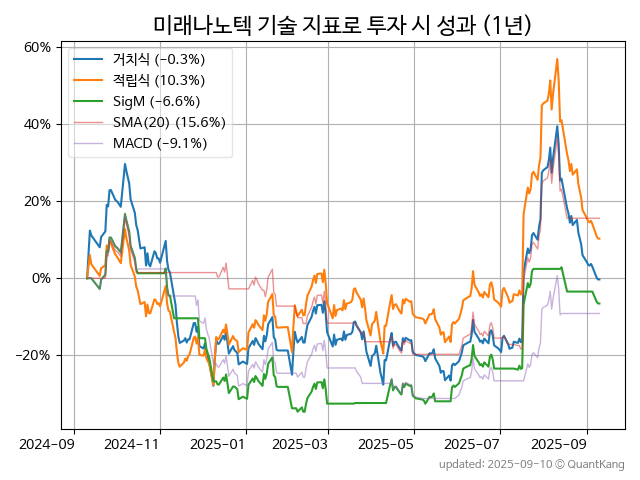 미래나노텍 기술 지표로 투자 시 성과 (1년)
60%
40%
20%
0%
−20%
거치식 (−0.3%)
적립식 (10.3%)
SigM (−6.6%)
SMA(20) (15.6%)
MACD (−9.1%)
2024-09
2024-11
2025-01
2025-03
2025-05
2025-07
2025-09
updated: 2025-09-10 © QuantKang